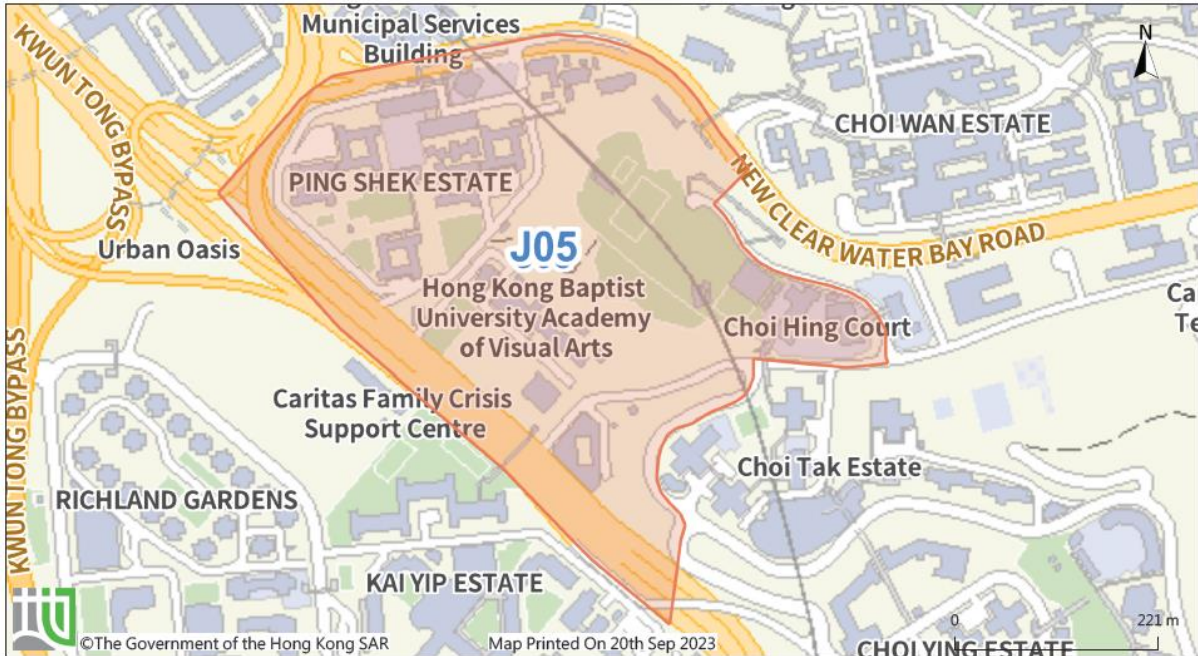 Municipal Services
Building
N
KWUN TONG BYPASS
CHOI WAN ESTATE
PING SHEK ESTATE
NEW CLEAR WATER BAY ROAD
Urban Oasis
J05
Hong Kong Baptist
University Academy
of Visual Arts
Choi Hing Court
Ca
Te
KWUN TONG BYPASS
Caritas Family Crisis
Support Centre
Choi Tak Estate
RICHLAND GARDENS
KAI YIP ESTATE
0 221 m
©The Government of the Hong Kong SAR
Map Printed On 20th Sep 2023
CHOI YING ESTATE